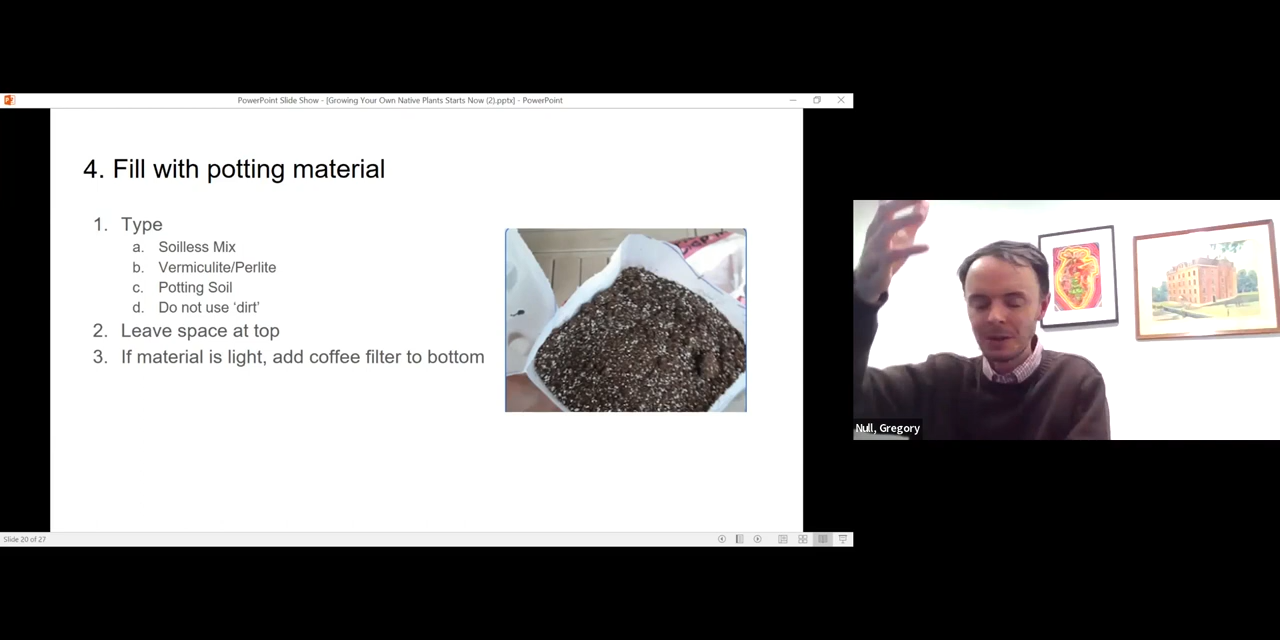 PowerPoint Slide Show - [Growing Your Own Native Plants Starts Now (2).pptx] - PowerPoint
4. Fill with potting material
1. Type
a. Soilless Mix
b. Vermiculite/Perlite
c. Potting Soil
d. Do not use ‘dirt’
2. Leave space at top
3. If material is light, add coffee filter to bottom
Null, Gregory
Slide 20 of 27